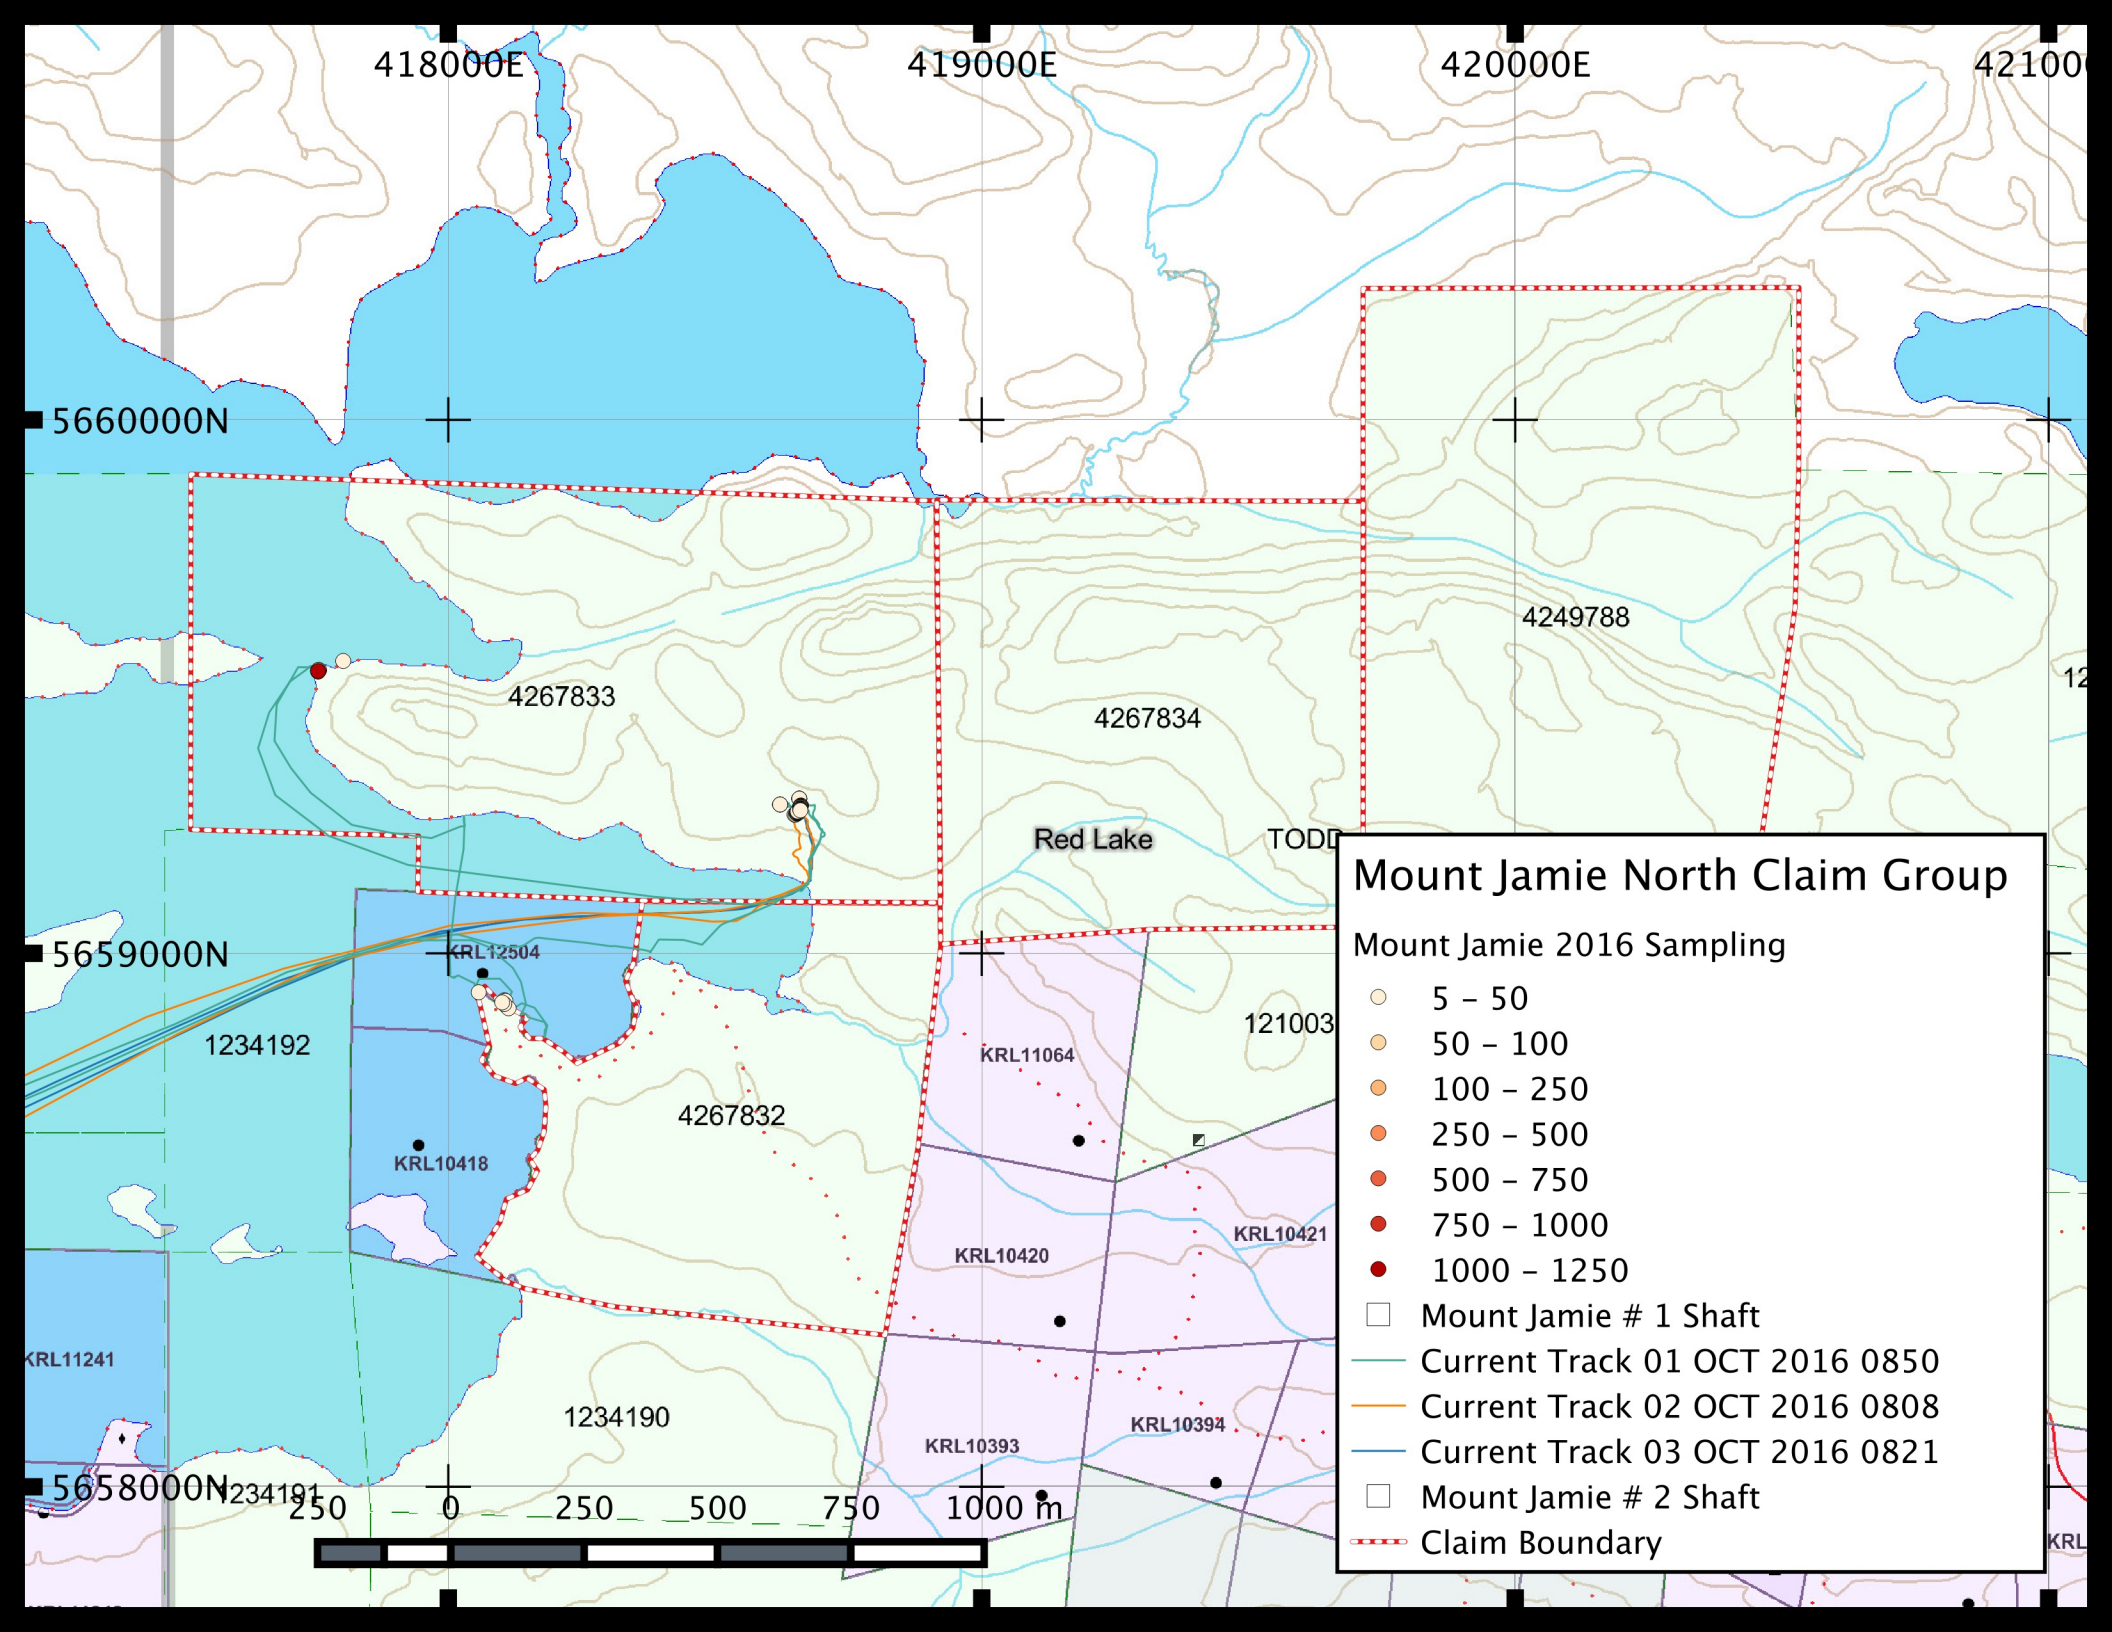 418000E
419000E
420000E
42100
5660000N
4249788
4267833
4267834
12
Red Lake
TODD
5659000N
KRL12504
1234192
121003
KRL11064
4267832
KRL10418
KRL10421
KRL10420
KRL11241
1234190
KRL10394
KRL10393
5658000N
1234191
250 0 250 500 750 1000 m
KRL
Mount Jamie North Claim Group
Mount Jamie 2016 Sampling
5 – 50
50 – 100
100 – 250
250 – 500
500 – 750
750 – 1000
1000 – 1250
Mount Jamie # 1 Shaft
Current Track 01 OCT 2016 0850
Current Track 02 OCT 2016 0808
Current Track 03 OCT 2016 0821
Mount Jamie # 2 Shaft
Claim Boundary